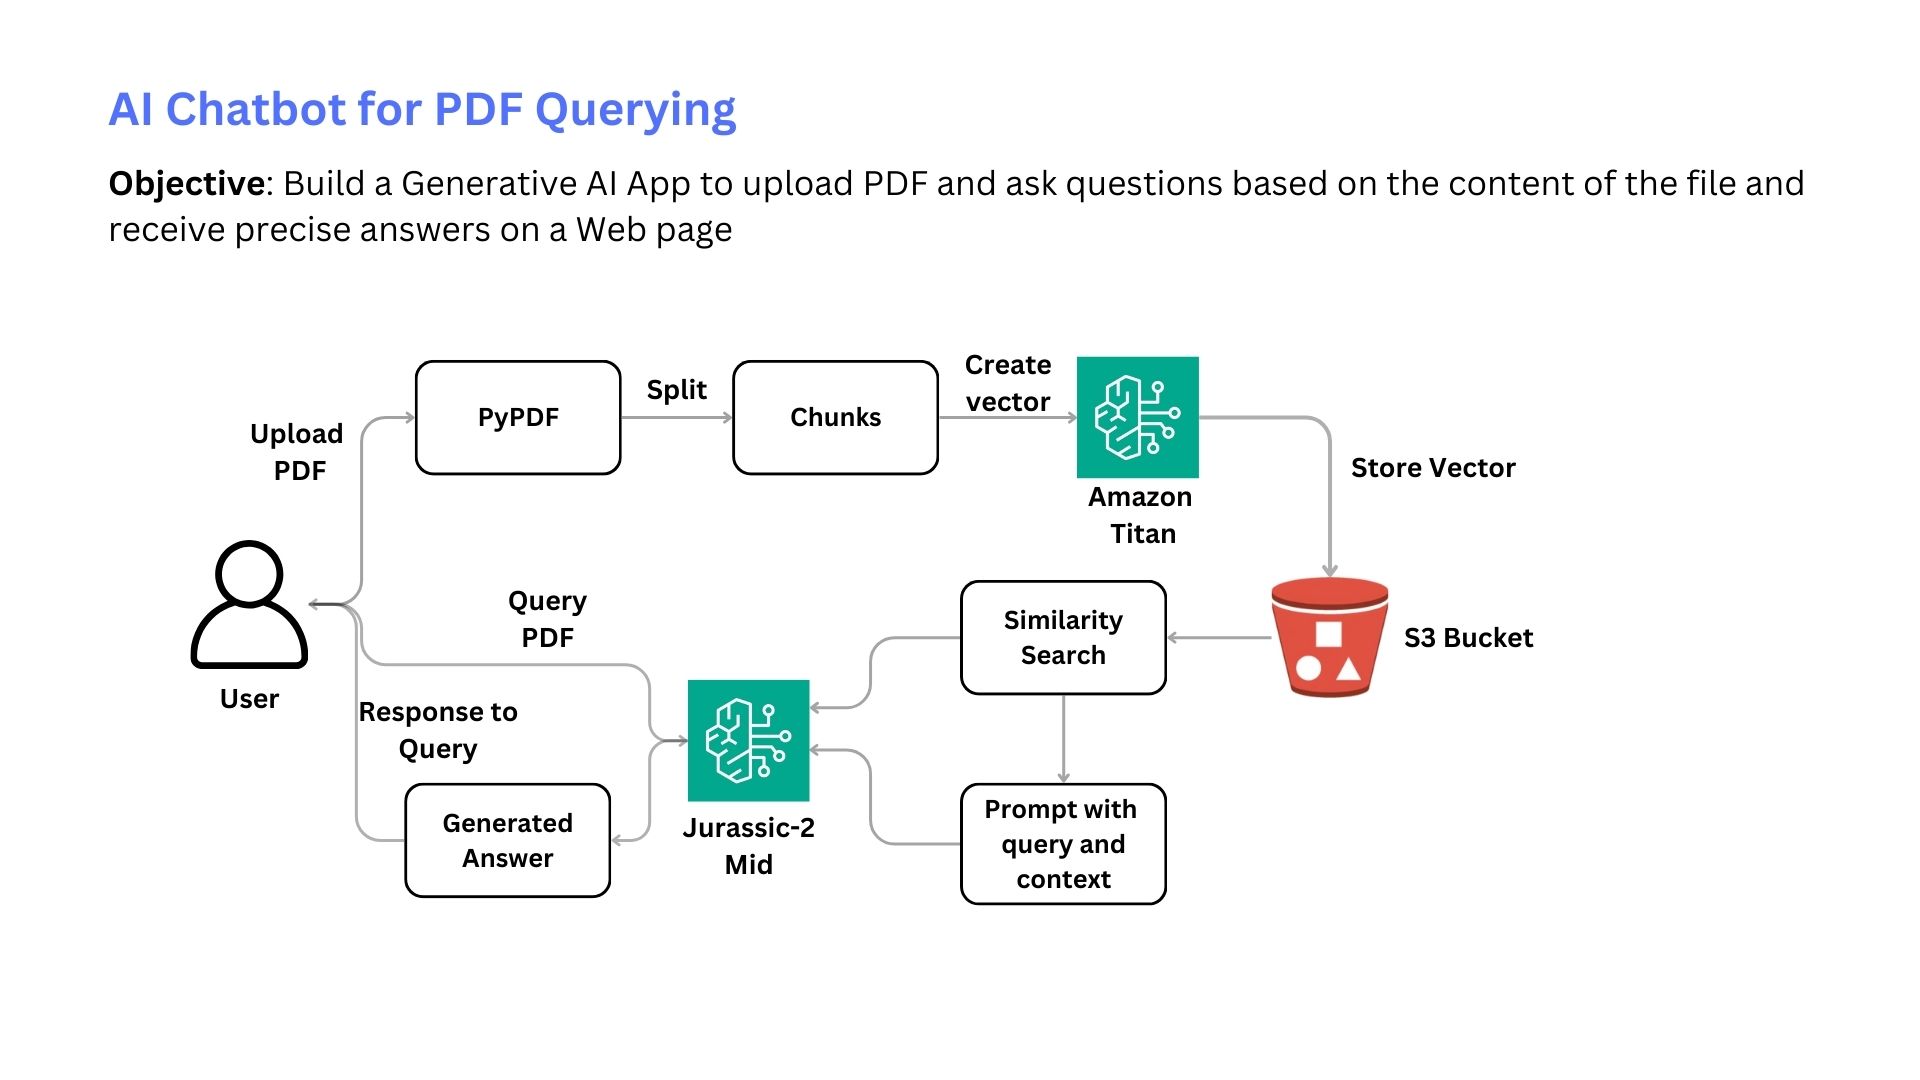 AI Chatbot for PDF Querying
Objective: Build a Generative AI App to upload PDF and ask questions based on the content of the file and
receive precise answers on a Web page
Upload
PDF
PyPDF
Split
Chunks
Create
vector
Amazon
Titan
Store Vector
S3 Bucket
Similarity
Search
Prompt with
query and
context
User
Query
PDF
Jurassic-2
Mid
Response to
Query
Generated
Answer